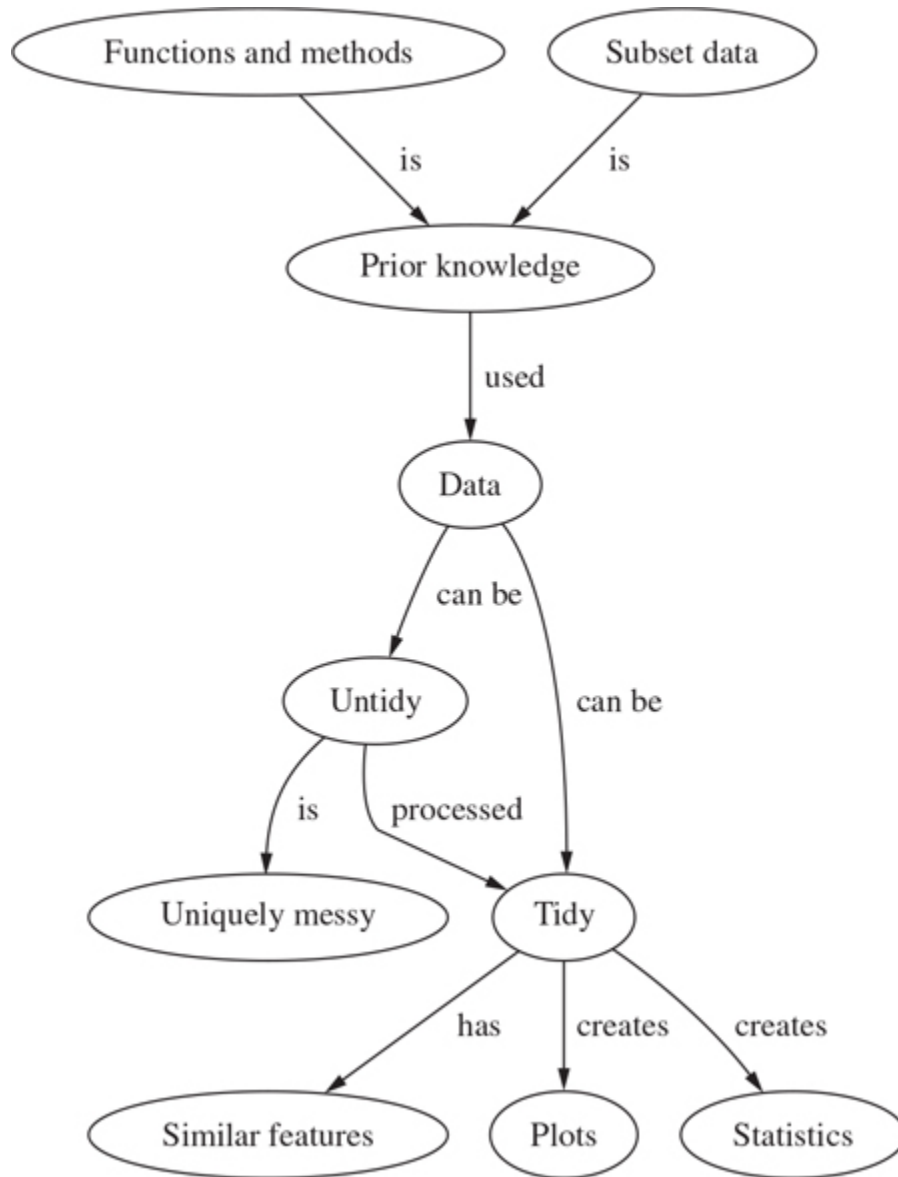 Functions and methods
Subset data
is
is
Prior knowledge
used
Data
can be
Untidy
can be
is
processed
Uniquely messy
Tidy
has
creates
creates
Similar features
Plots
Statistics